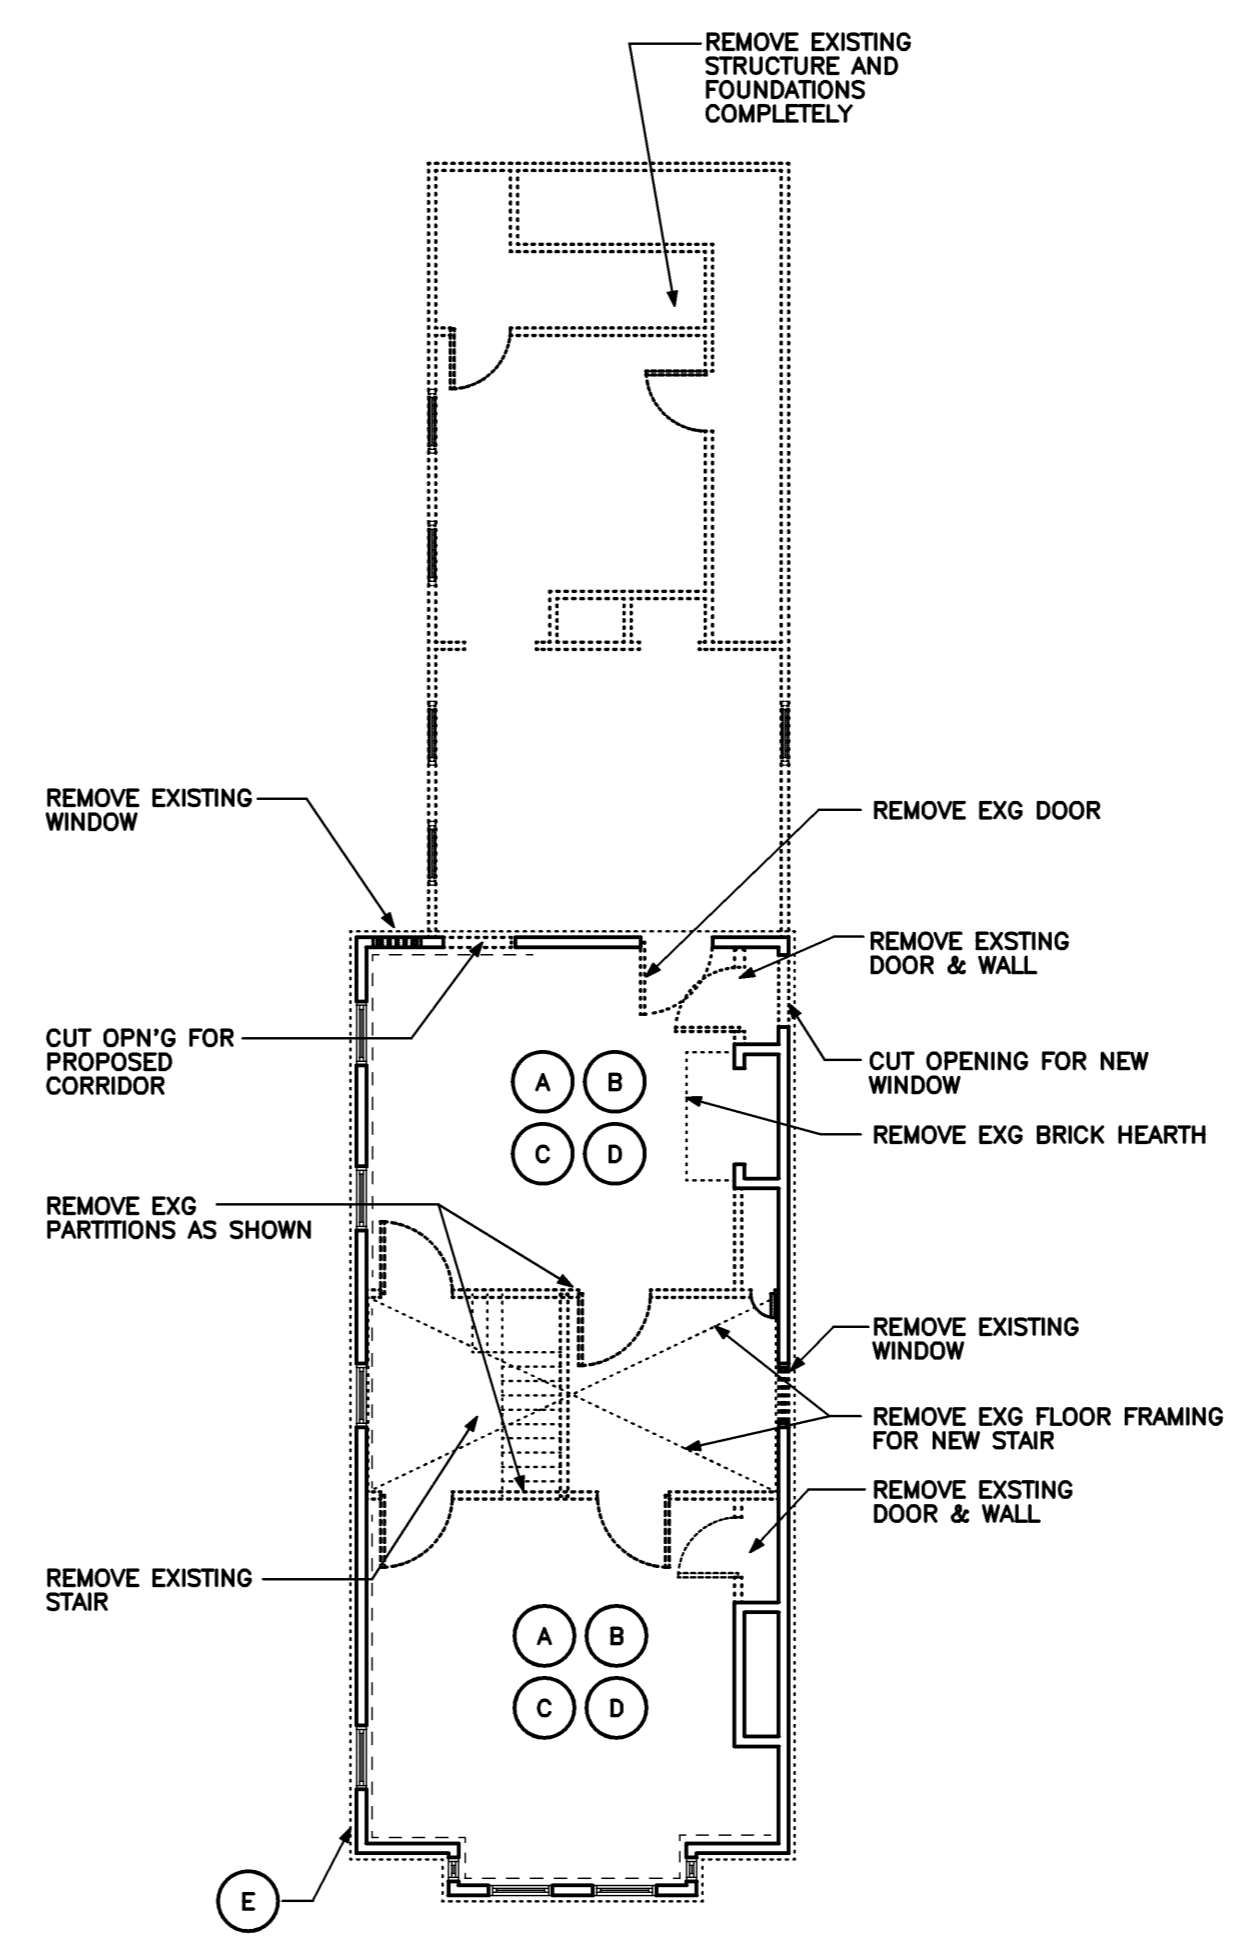 REMOVE EXISTING
STRUCTURE AND
FOUNDATIONS
COMPLETELY
REMOVE EXISTING
WINDOW
REMOVE EXG DOOR
REMOVE EXSTING
DOOR & WALL
CUT OPN'G FOR
PROPOSED
CORRIDOR
CUT OPENING FOR NEW
WINDOW
A B
REMOVE EXG BRICK HEARTH
C D
REMOVE EXG
PARTITIONS AS SHOWN
REMOVE EXISTING
WINDOW
REMOVE EXG FLOOR FRAMING
FOR NEW STAIR
REMOVE EXSTING
DOOR & WALL
REMOVE EXISTING
STAIR
A B
C D
E